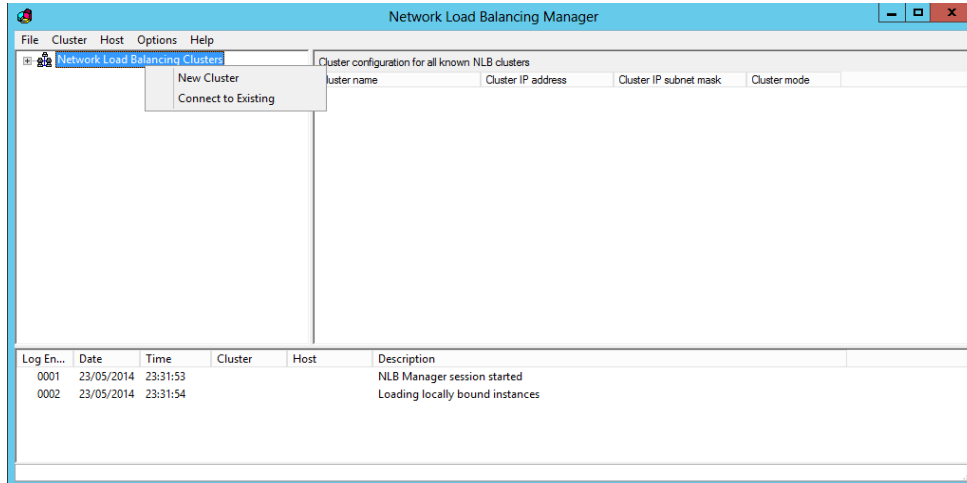 Network Load Balancing Manager
File Cluster Host Options Help
Network Load Balancing Clusters
New Cluster
Connect to Existing
Cluster configuration for all known NLB clusters
Cluster name Cluster IP address Cluster IP subnet mask Cluster mode
Log En... Date Time Cluster Host Description
0001 23/05/2014 23:31:53 NLB Manager session started
0002 23/05/2014 23:31:54 Loading locally bound instances